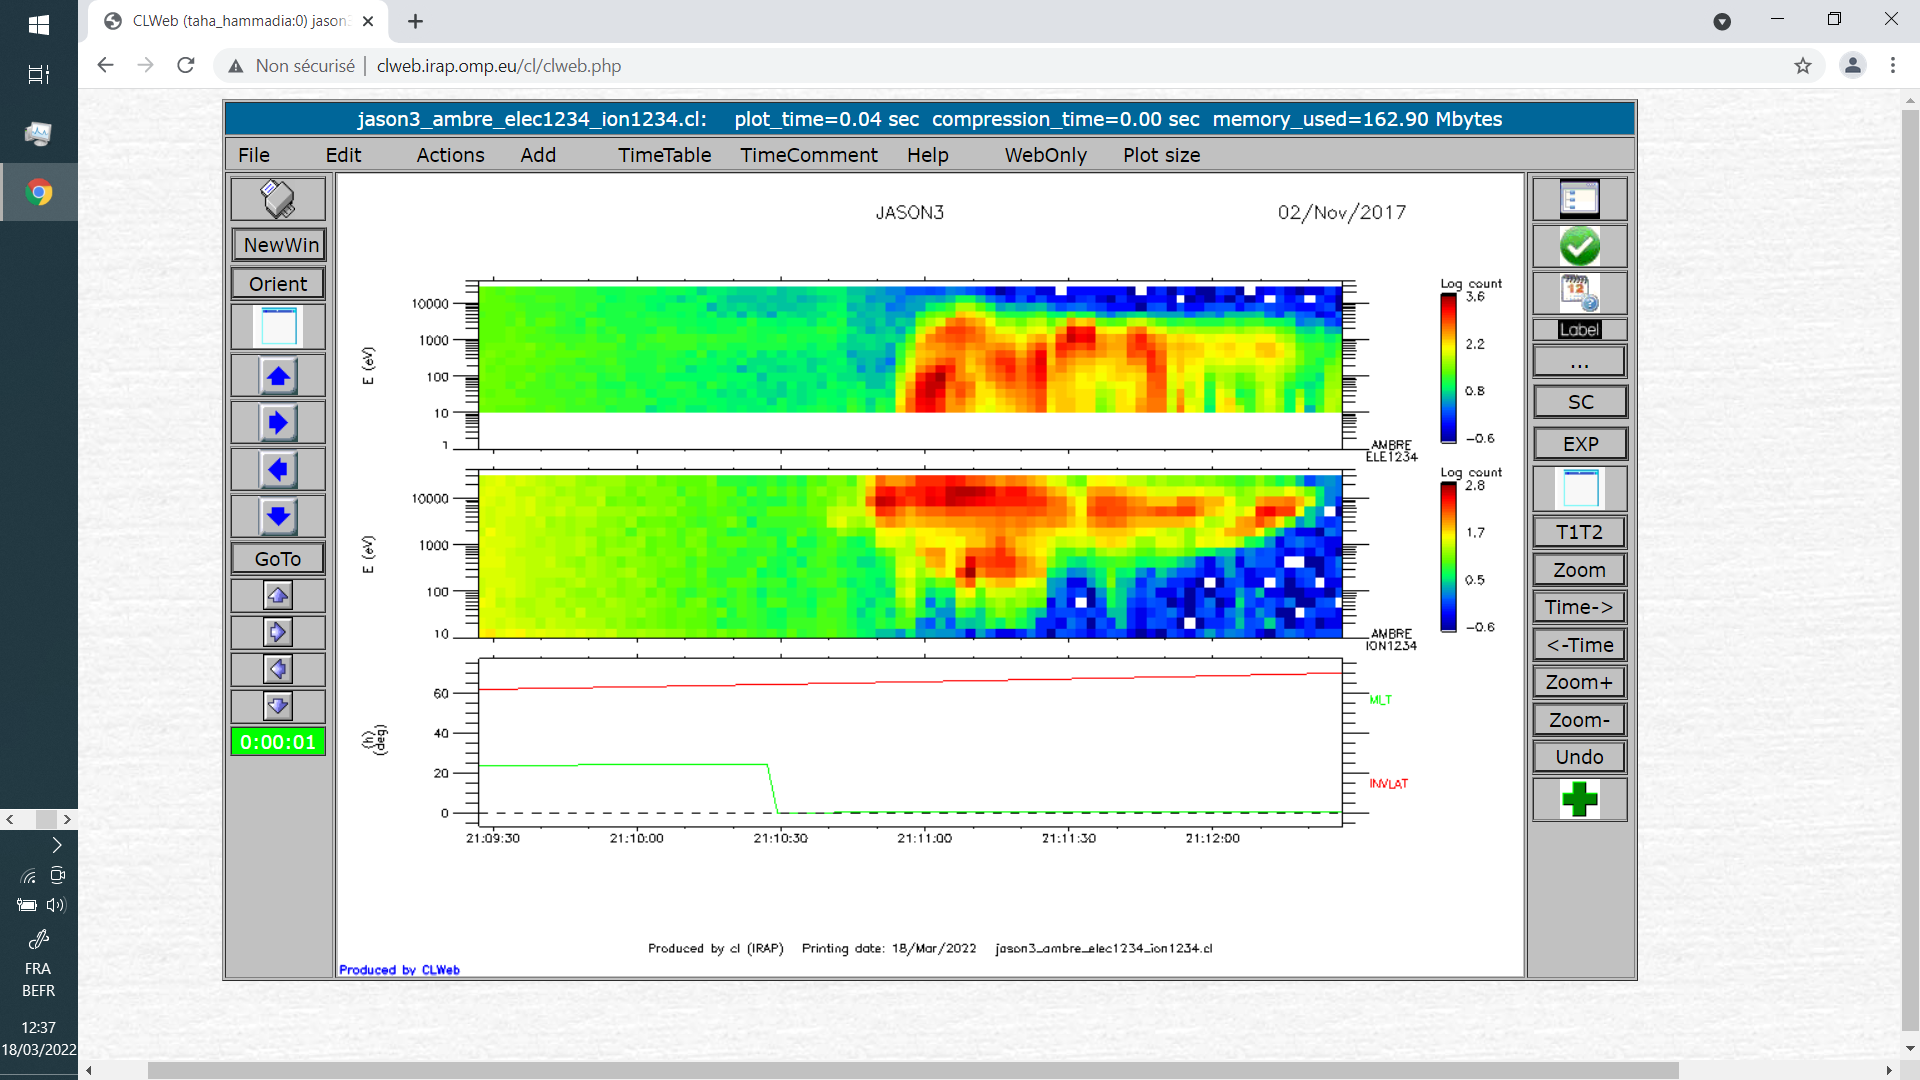 CLWeb (taha_hammadia:0) jason3
Non sécurisé | clweb.irap.omp.eu/cl/clweb.php
jason3_ambre_elec1234_ion1234.cl: plot_time=0.04 sec compression_time=0.00 sec memory_used=162.90 Mbytes
File Edit Actions Add TimeTable TimeComment Help WebOnly Plot size
NewWin
Orient
GoTo
0:00:01
JASON3
02/Nov/2017
E (eV)
10000
1000
100
10
1
Log count
3.6
2.2
0.8
-0.6
AMBRE
ELE1234
E (eV)
10000
1000
100
10
Log count
2.8
1.7
0.5
-0.6
AMBRE
ION1234
(h)
(deg)
60
40
20
0
MLT
INVLAT
21:09:30 21:10:00 21:10:30 21:11:00 21:11:30 21:12:00
Produced by cl (IRAP) Printing date: 18/Mar/2022 jason3_ambre_elec1234_ion1234.cl
Produced by CLWeb
12
Label
...
SC
EXP
T1T2
Zoom
Time->
<-Time
Zoom+
Zoom-
Undo
FRA
BEFR
12:37
18/03/2022